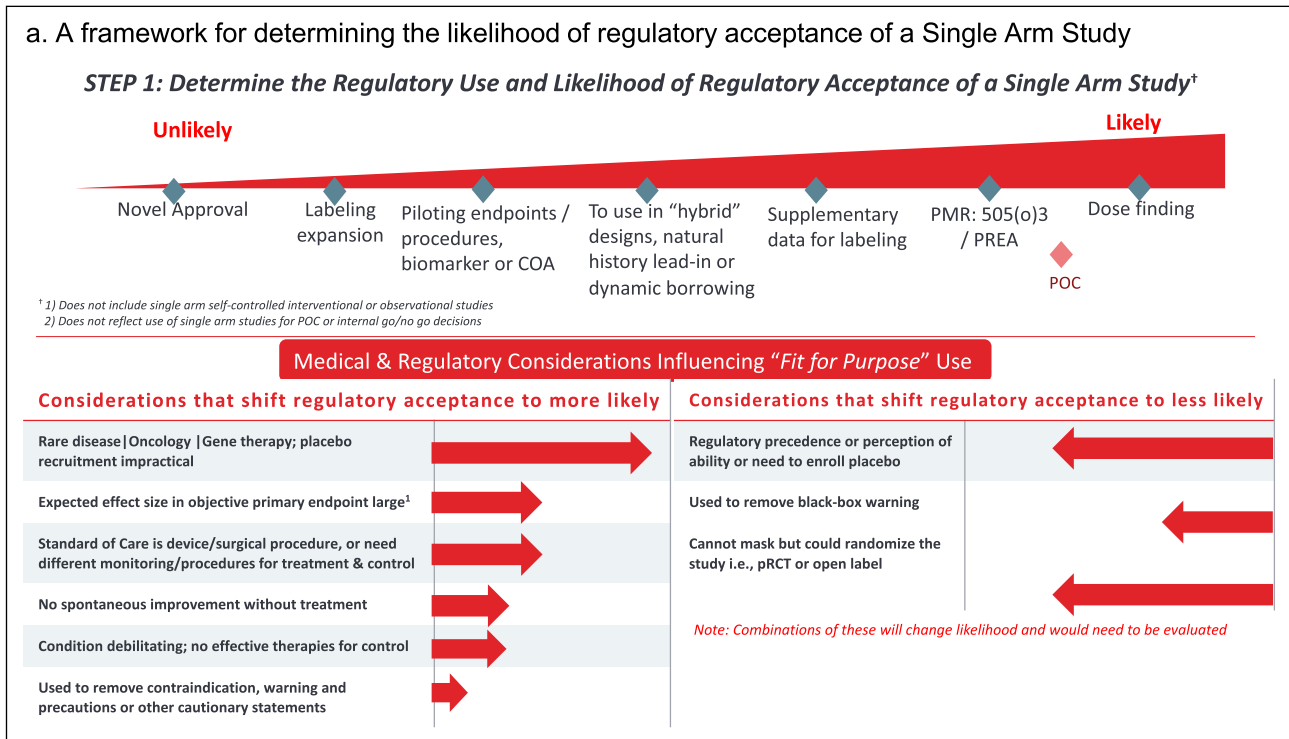 a. A framework for determining the likelihood of regulatory acceptance of a Single Arm Study
STEP 1: Determine the Regulatory Use and Likelihood of Regulatory Acceptance of a Single Arm Study†
Unlikely
Likely
Novel Approval
Labeling
expansion
Piloting endpoints /
procedures,
biomarker or COA
To use in “hybrid”
designs, natural
history lead-in or
dynamic borrowing
Supplementary
data for labeling
PMR: 505(o)3
/ PREA
Dose finding
POC
† 1) Does not include single arm self-controlled interventional or observational studies
2) Does not reflect use of single arm studies for POC or internal go/no go decisions
Medical & Regulatory Considerations Influencing “Fit for Purpose” Use
Considerations that shift regulatory acceptance to more likely
Rare disease|Oncology |Gene therapy; placebo
recruitment impractical
Expected effect size in objective primary endpoint large¹
Standard of Care is device/surgical procedure, or need
different monitoring/procedures for treatment & control
No spontaneous improvement without treatment
Condition debilitating; no effective therapies for control
Used to remove contraindication, warning and
precautions or other cautionary statements
Considerations that shift regulatory acceptance to less likely
Regulatory precedence or perception of
ability or need to enroll placebo
Used to remove black-box warning
Cannot mask but could randomize the
study i.e., pRCT or open label
Note: Combinations of these will change likelihood and would need to be evaluated